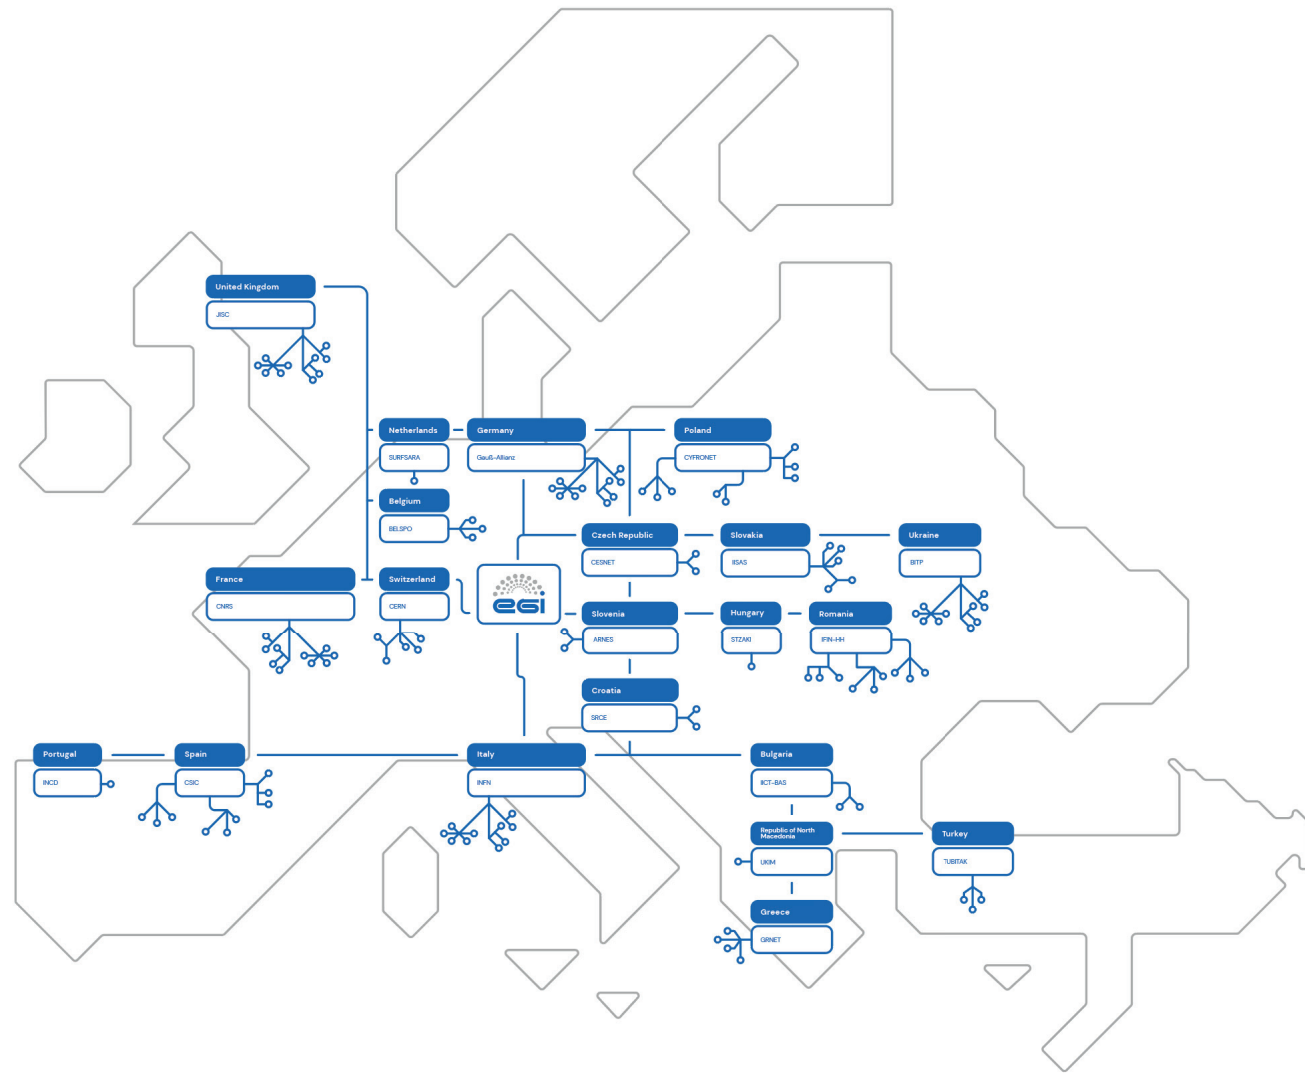 United Kingdom
JISC
Netherlands
SURFSARA
Germany
Gauß-Allianz
Poland
CYFRONET
Belgium
BELSPO
Czech Republic
CESNET
Slovakia
IISAS
Ukraine
BITP
France
CNRS
Switzerland
CERN
egi
Slovenia
ARNES
Hungary
STZAKI
Romania
IFIN-HH
Croatia
SRCE
Portugal
INCD
Spain
CSIC
Italy
INFN
Bulgaria
IICT-BAS
Republic of North
Macedonia
UKIM
Turkey
TUBITAK
Greece
GRNET